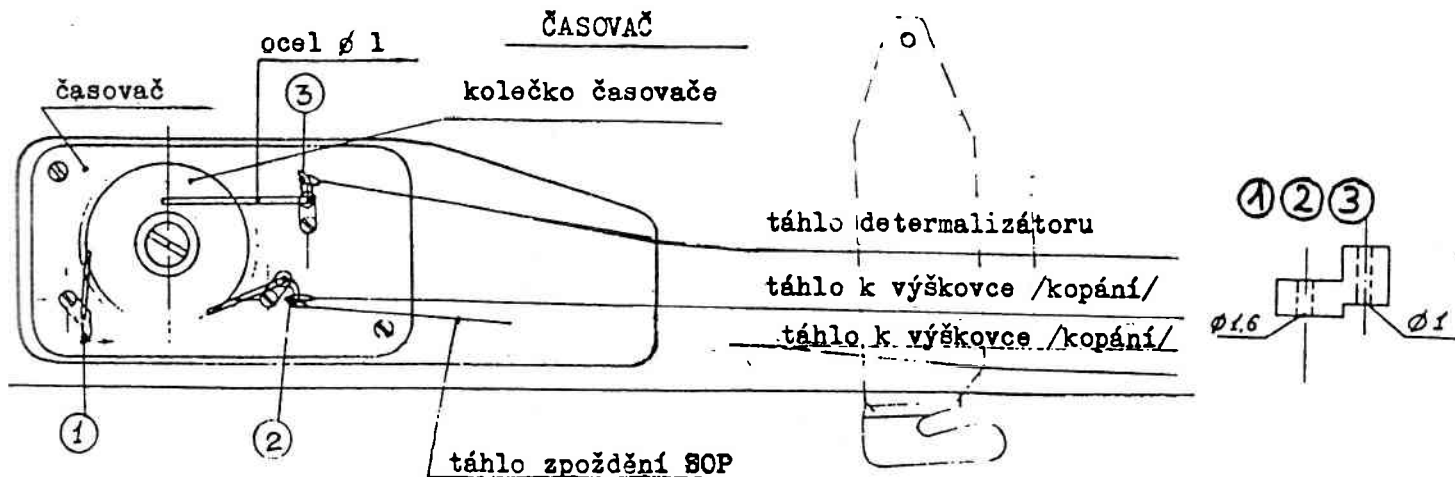 ČASOVAČ
ocel ø 1
časovač
3
kolečko časovače
1 2 3
táhlo determalizátoru
táhlo k výškovce /kopání/
táhlo k výškovce /kopání/
ø1,6
ø1
1
2
táhlo zpoždění SOP